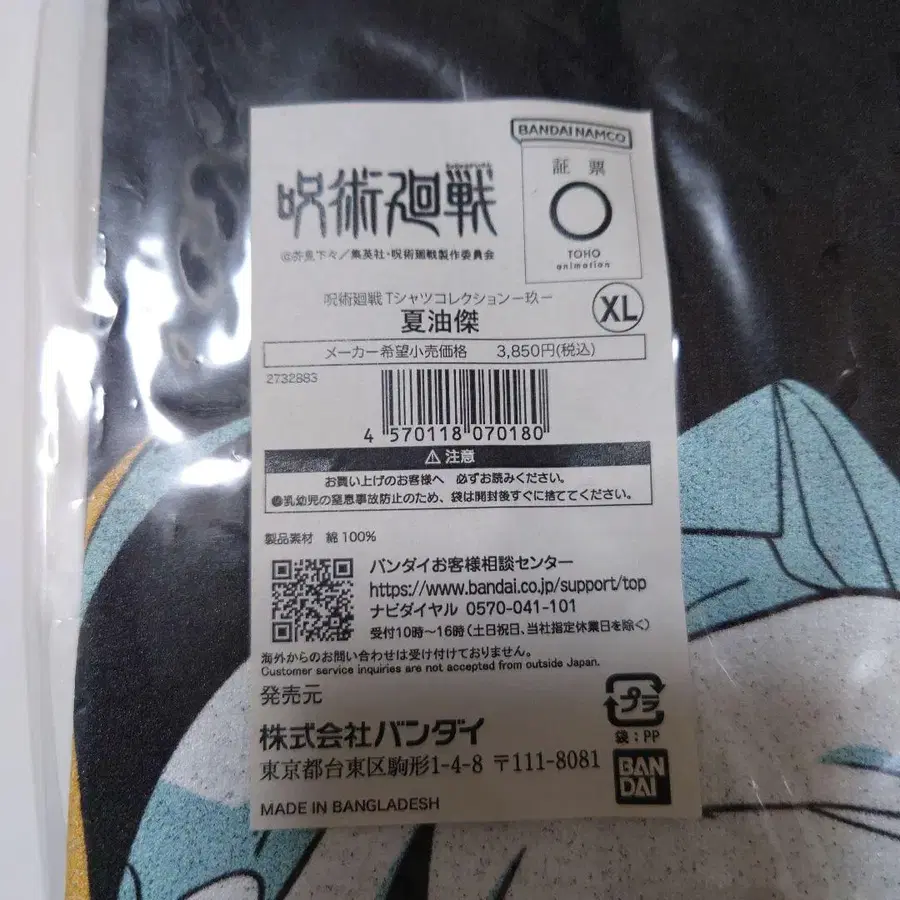 BANDAI NAMCO
証 票
TOHO
animation
呪術廻戦
©芥見下々／集英社・呪術廻戦製作委員会
呪術廻戦 Tシャツコレクションー玖ー
夏油傑
XL
メーカー希望小売価格 3,850円(税込)
2732883
4 570118 070180
⚠ 注意
お買い上げのお客様へ 必ずお読みください。
●乳幼児の窒息事故防止のため、袋は開封後すぐに捨ててください。
製品素材 綿 100%
バンダイお客様相談センター
https://www.bandai.co.jp/support/top
ナビダイヤル 0570-041-101
受付10時～16時(土日祝日、当社指定休業日を除く)
海外からのお問い合わせは受け付けておりません。
Customer service inquiries are not accepted from outside Japan.
発売元
株式会社バンダイ
東京都台東区駒形1-4-8 〒111-8081
MADE IN BANGLADESH
プラ
袋：PP
BAN
DAI